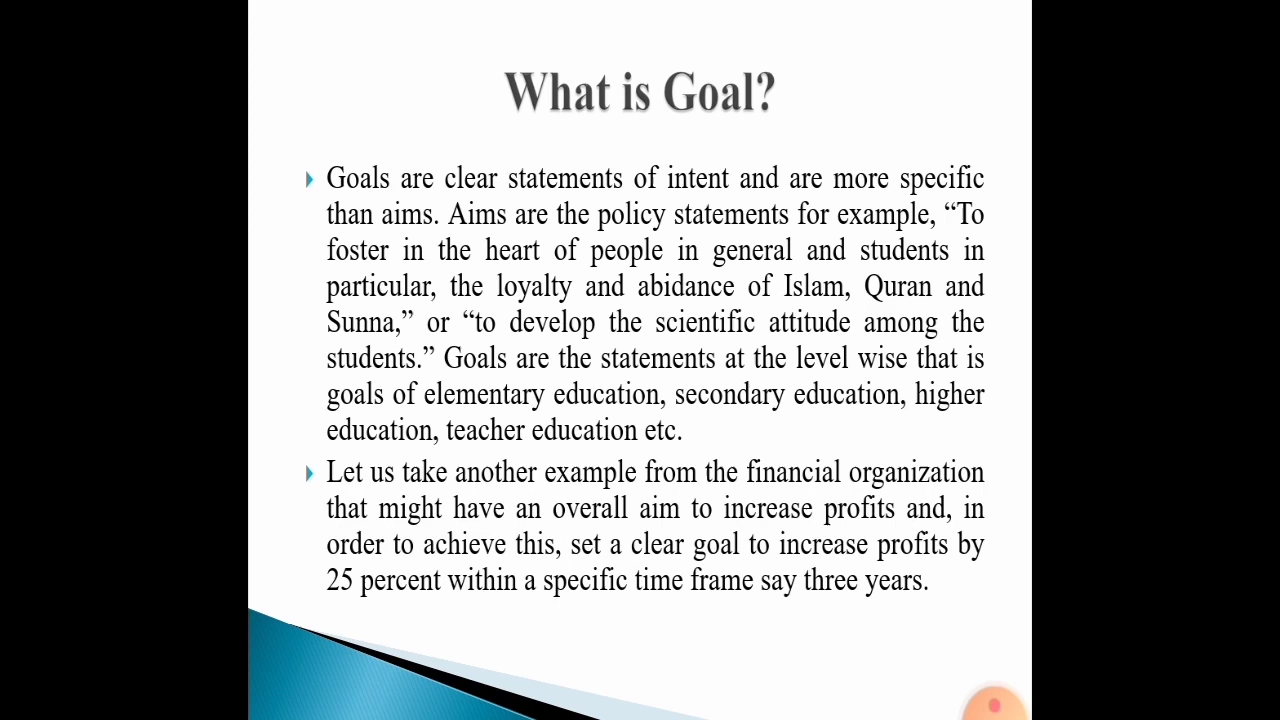 What is Goal?
Goals are clear statements of intent and are more specific
than aims. Aims are the policy statements for example, “To
foster in the heart of people in general and students in
particular, the loyalty and abidance of Islam, Quran and
Sunna,” or “to develop the scientific attitude among the
students.” Goals are the statements at the level wise that is
goals of elementary education, secondary education, higher
education, teacher education etc.
Let us take another example from the financial organization
that might have an overall aim to increase profits and, in
order to achieve this, set a clear goal to increase profits by
25 percent within a specific time frame say three years.